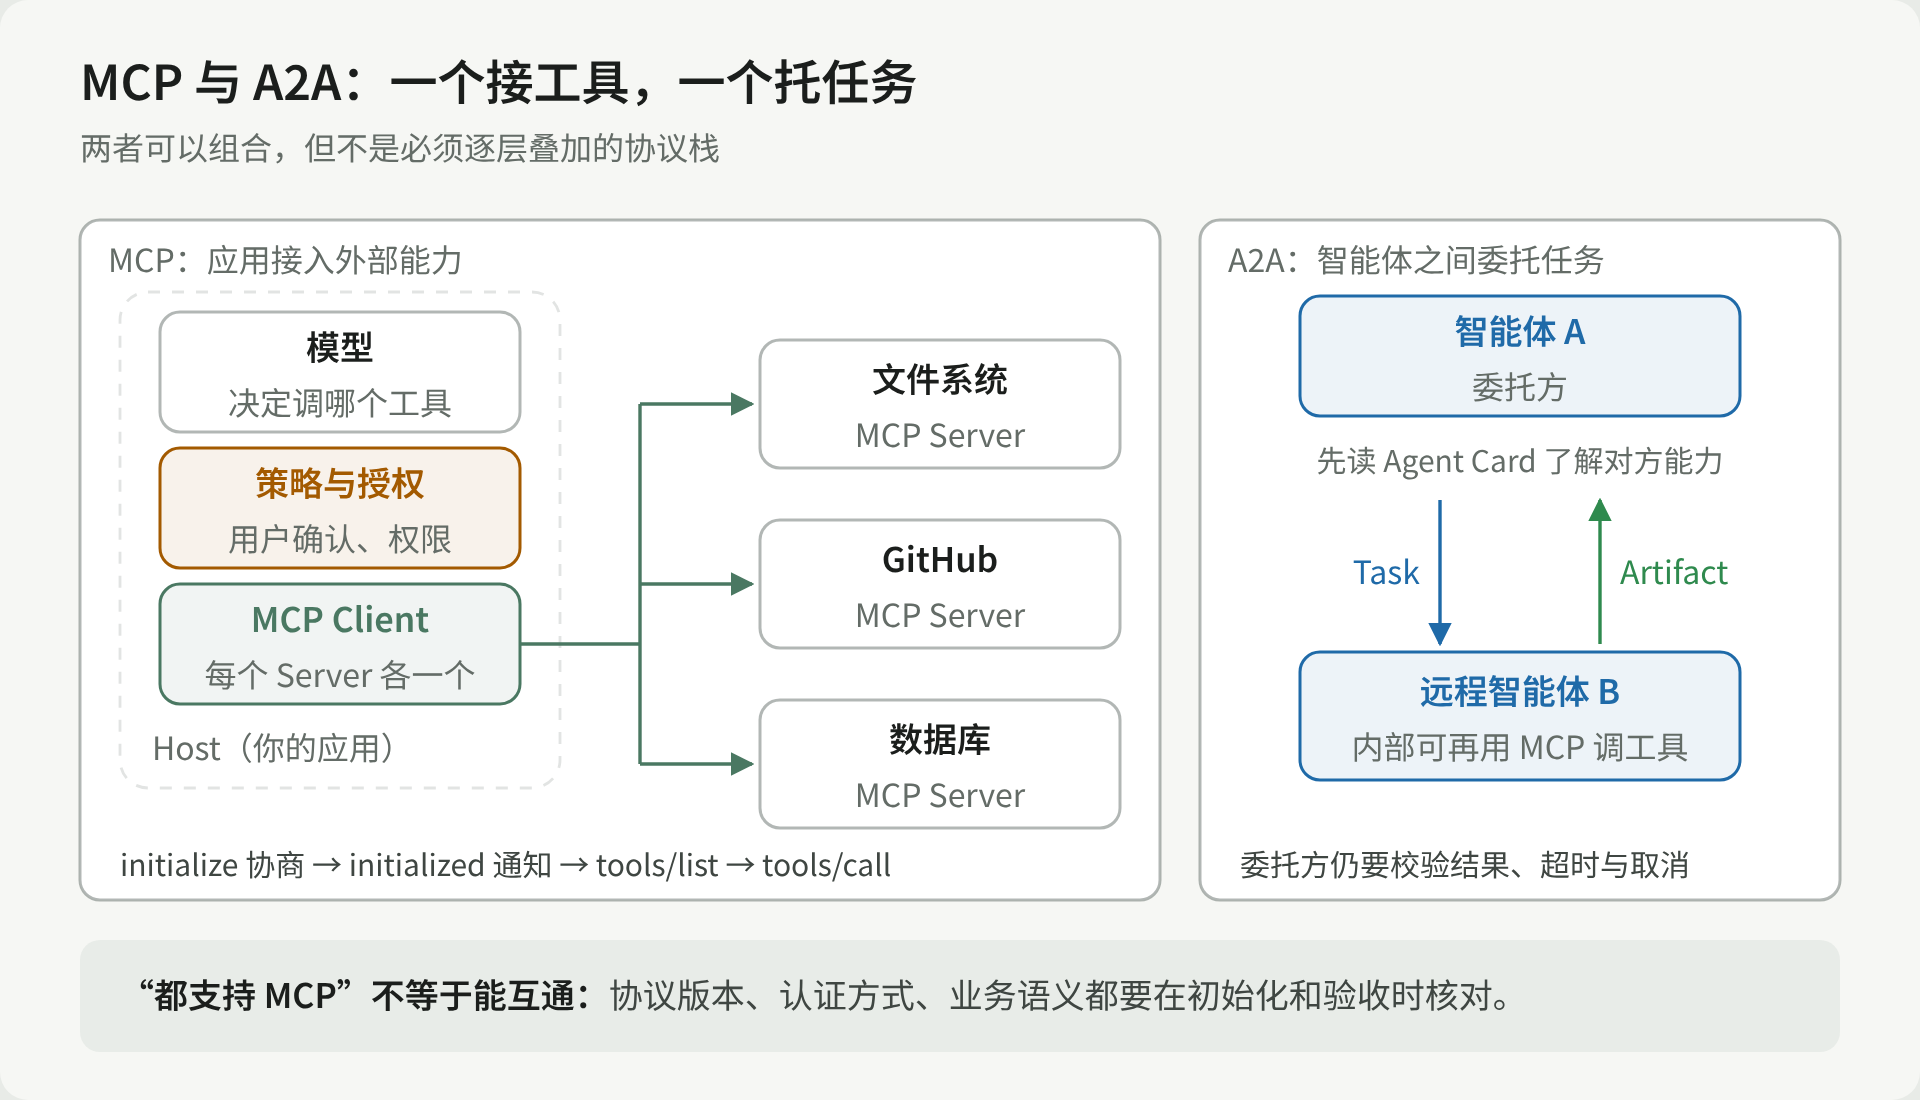 MCP 与 A2A：一个接工具，一个托任务
两者可以组合，但不是必须逐层叠加的协议栈
MCP：应用接入外部能力
模型
决定调哪个工具
策略与授权
用户确认、权限
MCP Client
每个 Server 各一个
Host（你的应用）
文件系统
MCP Server
GitHub
MCP Server
数据库
MCP Server
initialize 协商 → initialized 通知 → tools/list → tools/call
A2A：智能体之间委托任务
智能体 A
委托方
先读 Agent Card 了解对方能力
Task
Artifact
远程智能体 B
内部可再用 MCP 调工具
委托方仍要校验结果、超时与取消
“都支持 MCP”不等于能互通：协议版本、认证方式、业务语义都要在初始化和验收时核对。